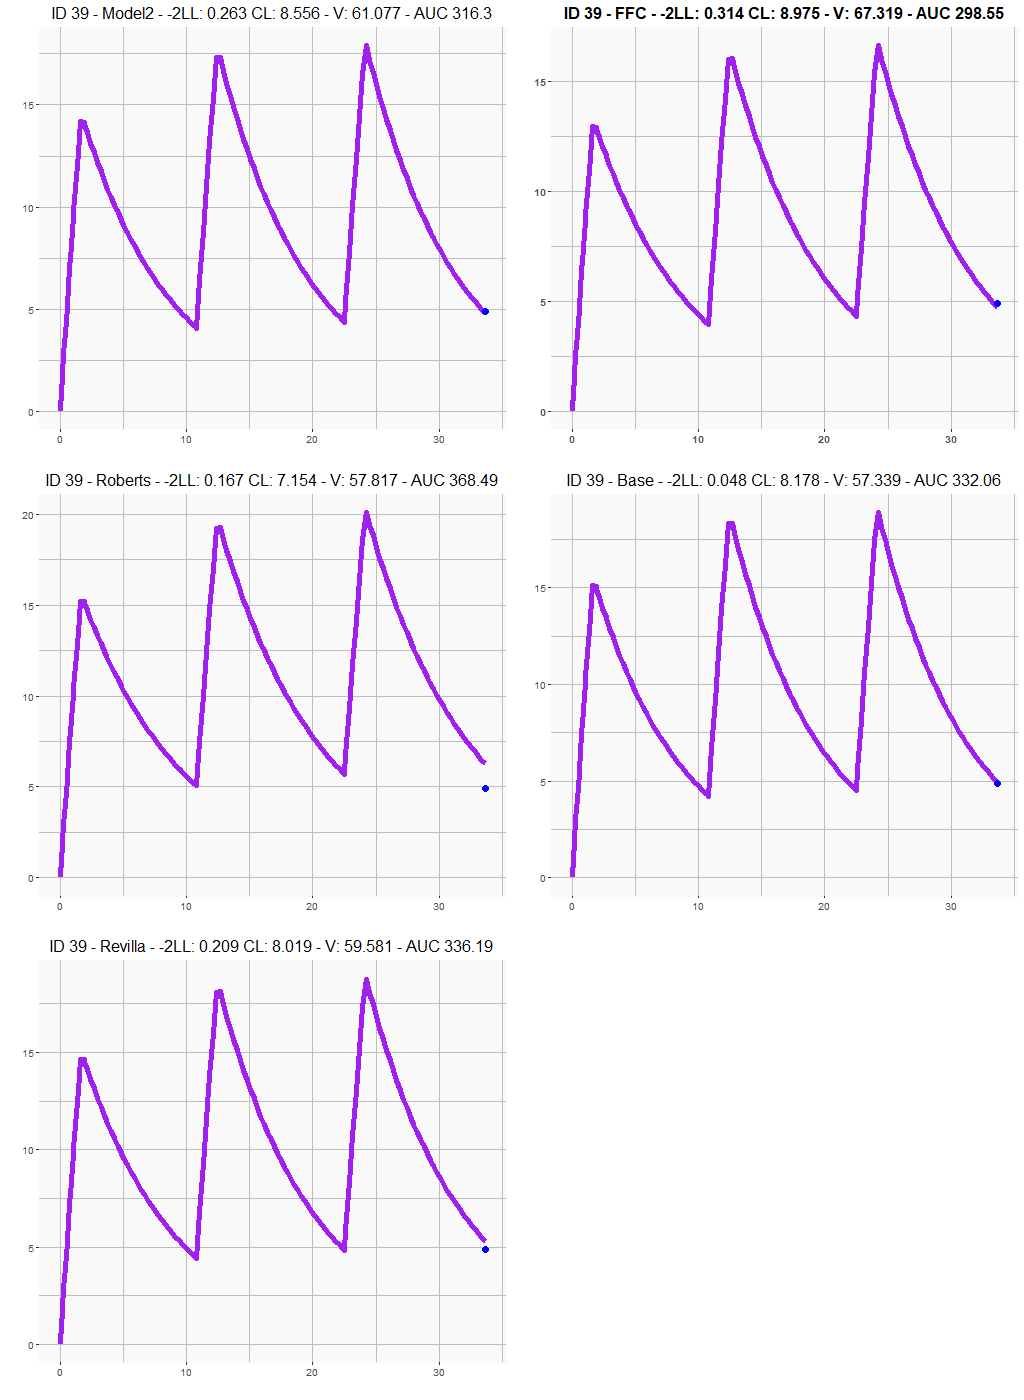 ID 39 - Model2 - -2LL: 0.263 CL: 8.556 - V: 61.077 - AUC 316.3
15
10
5
0
0 10 20 30
ID 39 - FFC - -2LL: 0.314 CL: 8.975 - V: 67.319 - AUC 298.55
15
10
5
0
0 10 20 30
ID 39 - Roberts - -2LL: 0.167 CL: 7.154 - V: 57.817 - AUC 368.49
20
15
10
5
0
0 10 20 30
ID 39 - Base - -2LL: 0.048 CL: 8.178 - V: 57.339 - AUC 332.06
15
10
5
0
0 10 20 30
ID 39 - Revilla - -2LL: 0.209 CL: 8.019 - V: 59.581 - AUC 336.19
15
10
5
0
0 10 20 30